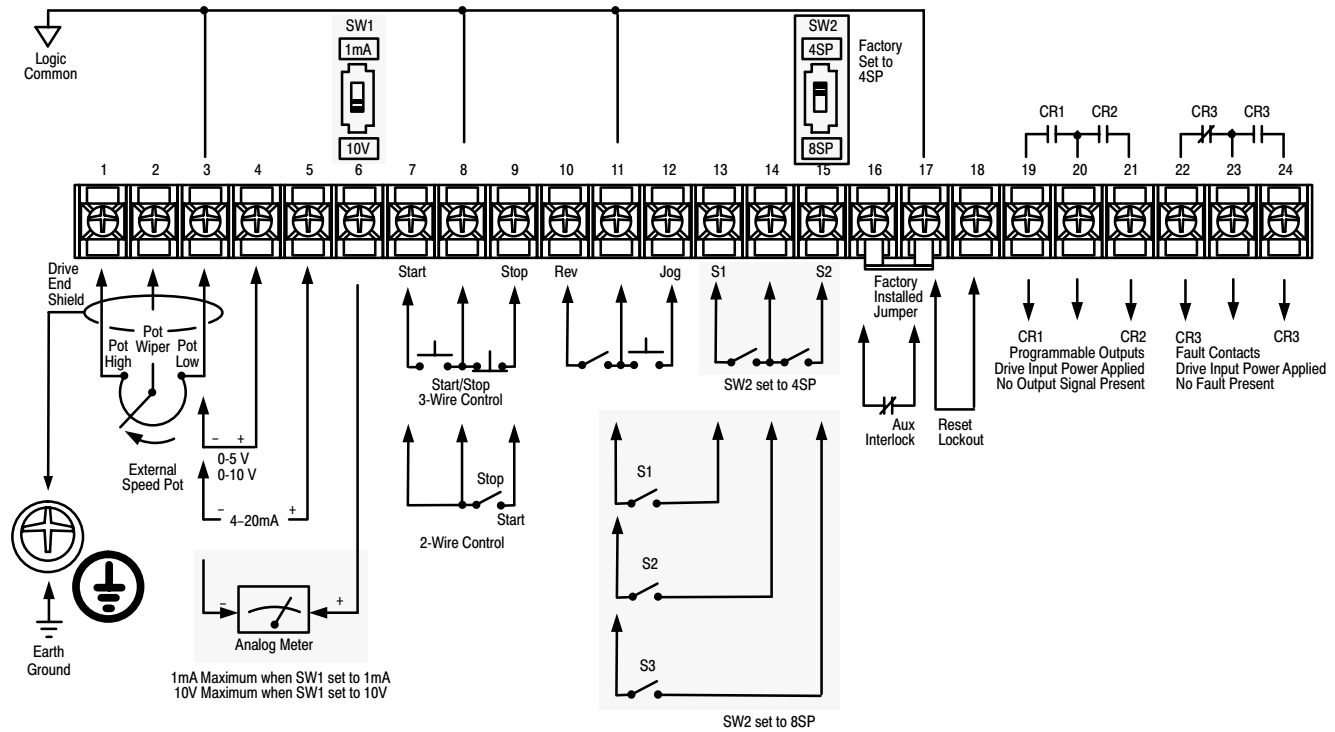 Logic
Common
SW1
1mA
10V
SW2
4SP
8SP
Factory
Set to
4SP
CR1
CR2
CR3
CR3
1 2 3 4 5 6 7 8 9 10 11 12 13 14 15 16 17 18 19 20 21 22 23 24
Drive
End
Shield
Pot
High
Pot
Wiper
Pot
Low
External
Speed Pot
– +
0-5 V
0-10 V
– 4–20mA +
– +
Analog Meter
1mA Maximum when SW1 set to 1mA
10V Maximum when SW1 set to 10V
Earth
Ground
Start
Stop
Start/Stop
3-Wire Control
Stop
Start
2-Wire Control
Rev
Jog
S1
S2
SW2 set to 4SP
S1
S2
S3
SW2 set to 8SP
Factory
Installed
Jumper
Aux
Interlock
Reset
Lockout
CR1
CR2
Programmable Outputs
Drive Input Power Applied
No Output Signal Present
CR3
CR3
Fault Contacts
Drive Input Power Applied
No Fault Present